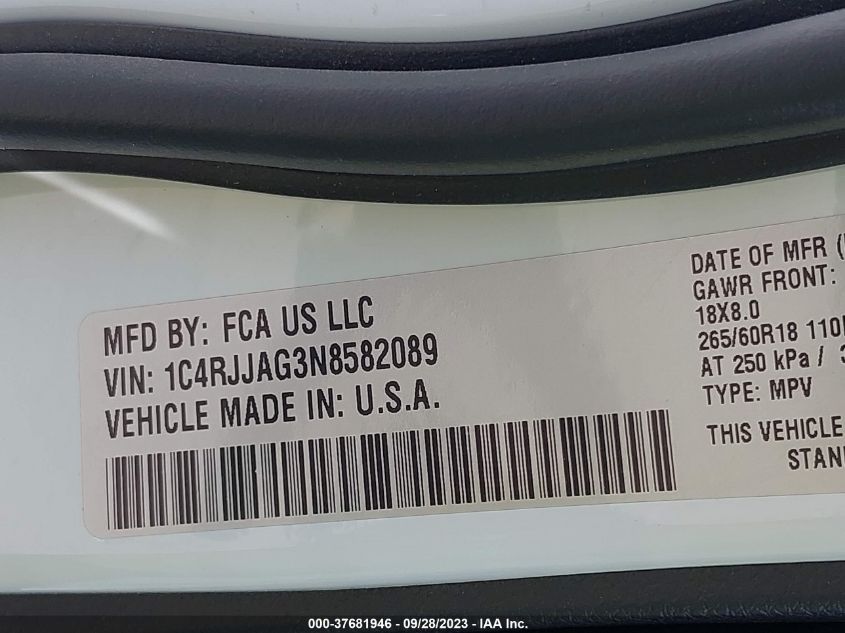 MFD BY: FCA US LLC
VIN: 1C4RJJAG3N8582089
VEHICLE MADE IN: U.S.A.
DATE OF MFR
GAWR FRONT:
18X8.0
265/60R18 110
AT 250 kPa /
TYPE: MPV
THIS VEHICLE
STAN
000-37681946 - 09/28/2023 - IAA Inc.